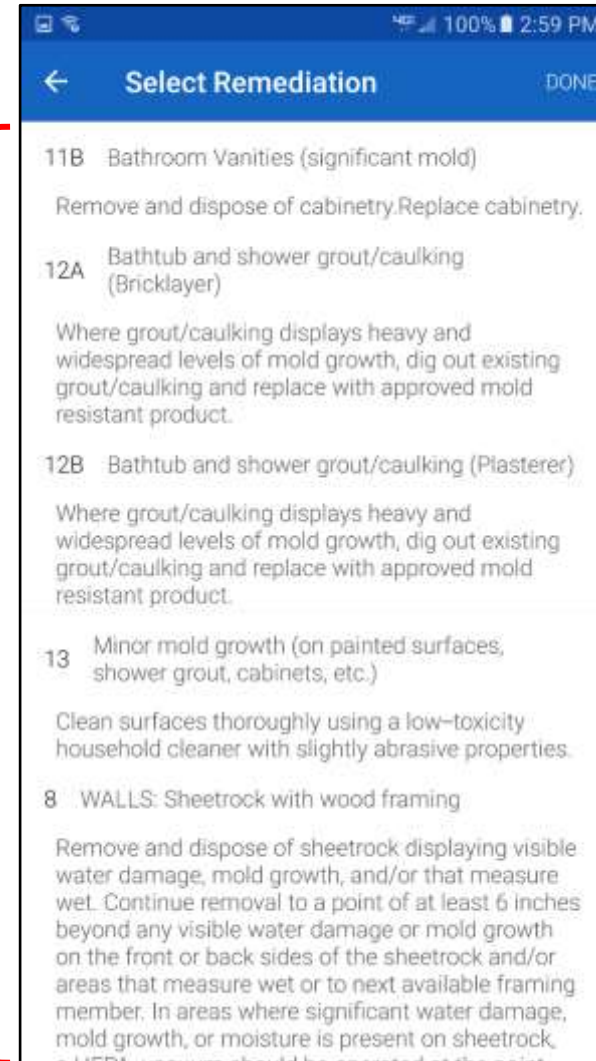 100% 2:59 PM
Select Remediation DONE
11B Bathroom Vanities (significant mold)
Remove and dispose of cabinetry.Replace cabinetry.
12A Bathtub and shower grout/caulking
(Bricklayer)
Where grout/caulking displays heavy and
widespread levels of mold growth, dig out existing
grout/caulking and replace with approved mold
resistant product.
12B Bathtub and shower grout/caulking (Plasterer)
Where grout/caulking displays heavy and
widespread levels of mold growth, dig out existing
grout/caulking and replace with approved mold
resistant product.
13 Minor mold growth (on painted surfaces,
shower grout, cabinets, etc.)
Clean surfaces thoroughly using a low–toxicity
household cleaner with slightly abrasive properties.
8 WALLS: Sheetrock with wood framing
Remove and dispose of sheetrock displaying visible
water damage, mold growth, and/or that measure
wet. Continue removal to a point of at least 6 inches
beyond any visible water damage or mold growth
on the front or back sides of the sheetrock and/or
areas that measure wet or to next available framing
member. In areas where significant water damage,
mold growth, or moisture is present on sheetrock,